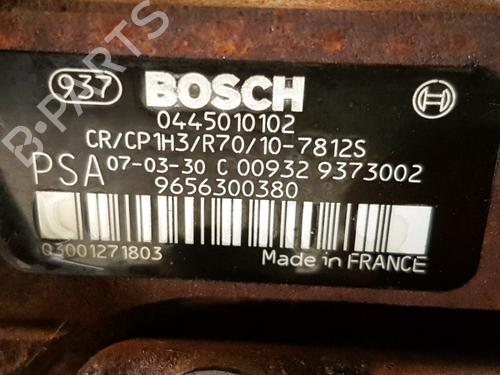 B-PARTS
937 BOSCH
0445010102
CR/CP1H3/R70/10-7812S
PSA 07-03-30 C 00932 9373002
9656300380
03001271803 Made in FRANCE